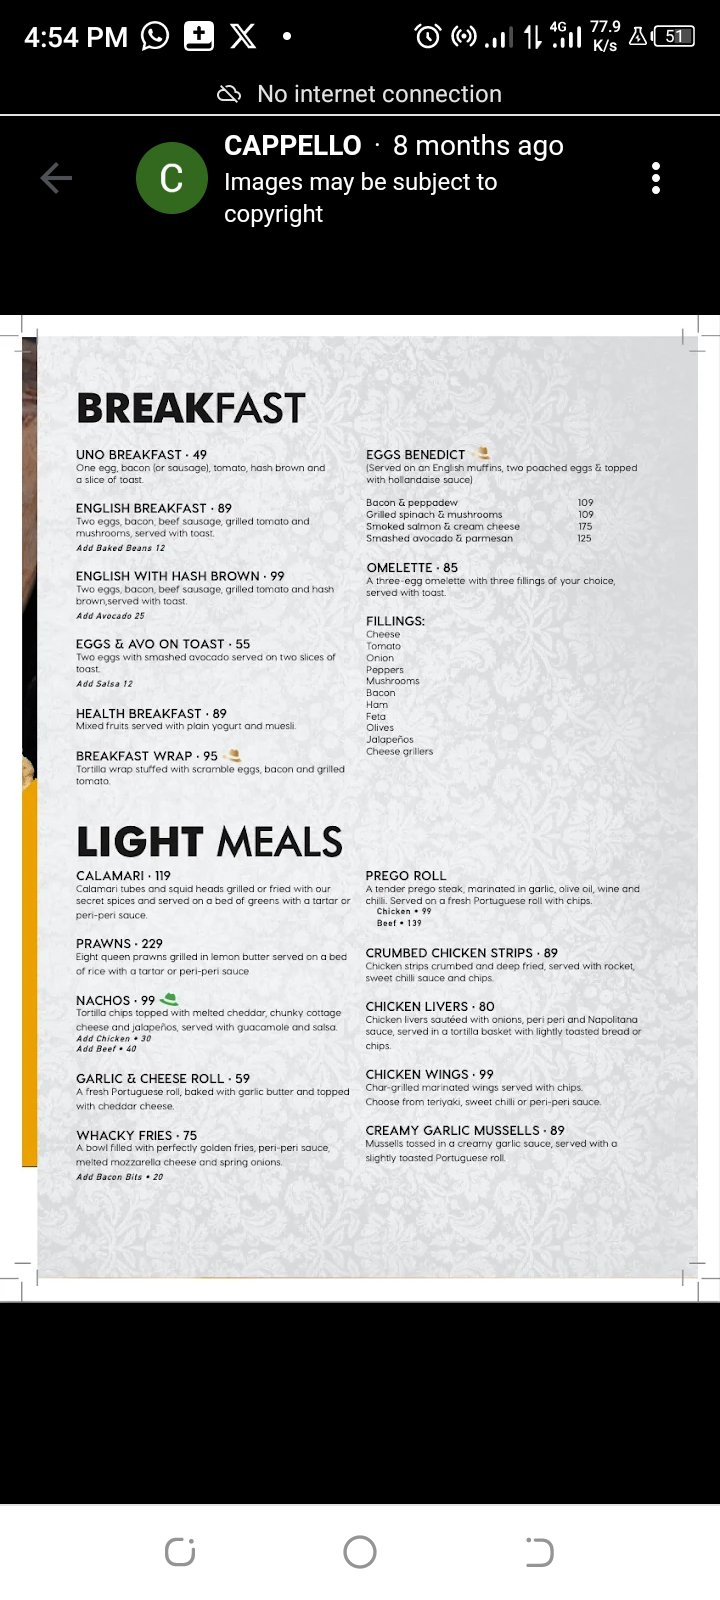 4:54 PM
4G
77.9
K/s
51
No internet connection
C
CAPPELLO · 8 months ago
Images may be subject to
copyright
BREAKFAST
UNO BREAKFAST · 49
One egg, bacon (or sausage), tomato, hash brown and
a slice of toast.
ENGLISH BREAKFAST · 89
Two eggs, bacon, beef sausage, grilled tomato and
mushrooms, served with toast.
Add Baked Beans 12
ENGLISH WITH HASH BROWN · 99
Two eggs, bacon, beef sausage, grilled tomato and hash
brown,served with toast.
Add Avocado 25
EGGS & AVO ON TOAST · 55
Two eggs with smashed avocado served on two slices of
toast.
Add Salsa 12
HEALTH BREAKFAST · 89
Mixed fruits served with plain yogurt and muesli.
BREAKFAST WRAP · 95
Tortilla wrap stuffed with scramble eggs, bacon and grilled
tomato.
EGGS BENEDICT
(Served on an English muffins, two poached eggs & topped
with hollandaise sauce)
Bacon & peppadew 109
Grilled spinach & mushrooms 109
Smoked salmon & cream cheese 175
Smashed avocado & parmesan 125
OMELETTE · 85
A three-egg omelette with three fillings of your choice,
served with toast.
FILLINGS:
Cheese
Tomato
Onion
Peppers
Mushrooms
Bacon
Ham
Feta
Olives
Jalapeños
Cheese grillers
LIGHT MEALS
CALAMARI · 119
Calamari tubes and squid heads grilled or fried with our
secret spices and served on a bed of greens with a tartar or
peri-peri sauce.
PRAWNS · 229
Eight queen prawns grilled in lemon butter served on a bed
of rice with a tartar or peri-peri sauce
NACHOS · 99
Tortilla chips topped with melted cheddar, chunky cottage
cheese and jalapeños, served with guacamole and salsa.
Add Chicken • 30
Add Beef • 40
GARLIC & CHEESE ROLL · 59
A fresh Portuguese roll, baked with garlic butter and topped
with cheddar cheese.
WHACKY FRIES · 75
A bowl filled with perfectly golden fries, peri-peri sauce,
melted mozzarella cheese and spring onions.
Add Bacon Bits • 20
PREGO ROLL
A tender prego steak, marinated in garlic, olive oil, wine and
chilli. Served on a fresh Portuguese roll with chips.
Chicken • 99
Beef • 139
CRUMBED CHICKEN STRIPS · 89
Chicken strips crumbed and deep fried, served with rocket,
sweet chilli sauce and chips.
CHICKEN LIVERS · 80
Chicken livers sautéed with onions, peri peri and Napolitana
sauce, served in a tortilla basket with lightly toasted bread or
chips.
CHICKEN WINGS · 99
Char-grilled marinated wings served with chips.
Choose from teriyaki, sweet chilli or peri-peri sauce.
CREAMY GARLIC MUSSELLS · 89
Mussells tossed in a creamy garlic sauce, served with a
slightly toasted Portuguese roll.